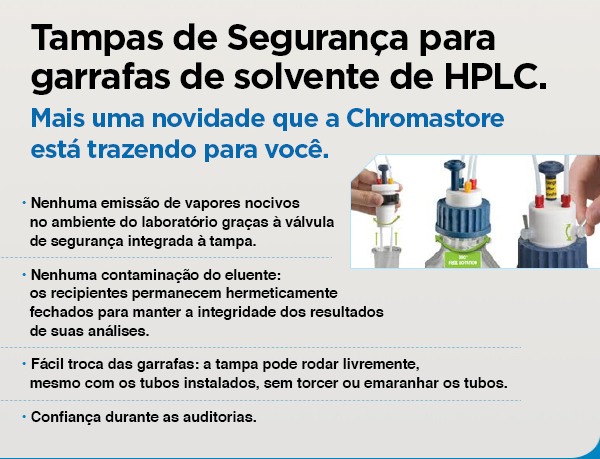 Tampas de Segurança para
garrafas de solvente de HPLC.
Mais uma novidade que a Chromastore
está trazendo para você.
• Nenhuma emissão de vapores nocivos
no ambiente do laboratório graças à válvula
de segurança integrada à tampa.
360°
FREE ROTATION
• Nenhuma contaminação do eluente:
os recipientes permanecem hermeticamente
fechados para manter a integridade dos resultados
de suas análises.
• Fácil troca das garrafas: a tampa pode rodar livremente,
mesmo com os tubos instalados, sem torcer ou emaranhar os tubos.
• Confiança durante as auditorias.